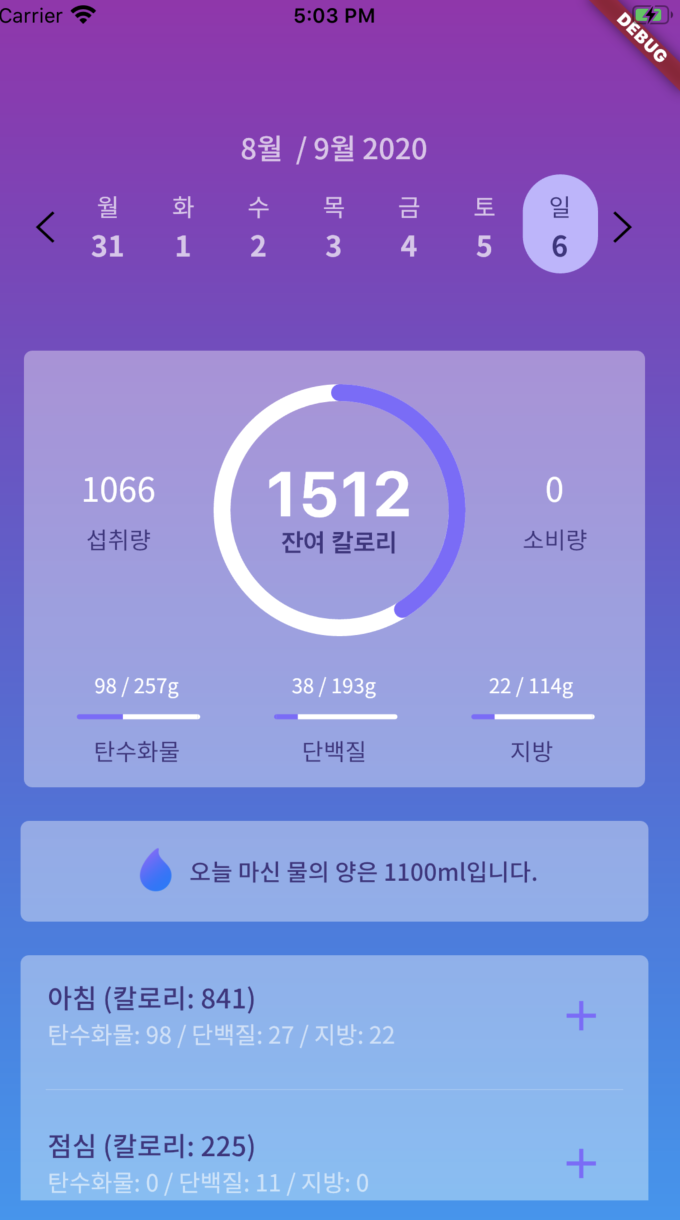 Carrier 5:03 PM
DEBUG
8월 / 9월 2020
월 화 수 목 금 토 일
31 1 2 3 4 5 6
1066 1512 0
섭취량 잔여 칼로리 소비량
98 / 257g 38 / 193g 22 / 114g
탄수화물 단백질 지방
오늘 마신 물의 양은 1100ml입니다.
아침 (칼로리: 841)
탄수화물: 98 / 단백질: 27 / 지방: 22
점심 (칼로리: 225)
탄수화물: 0 / 단백질: 11 / 지방: 0